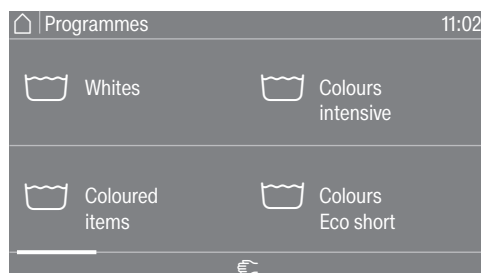 Programmes 11:02
Whites
Colours
intensive
Coloured
items
Colours
Eco short